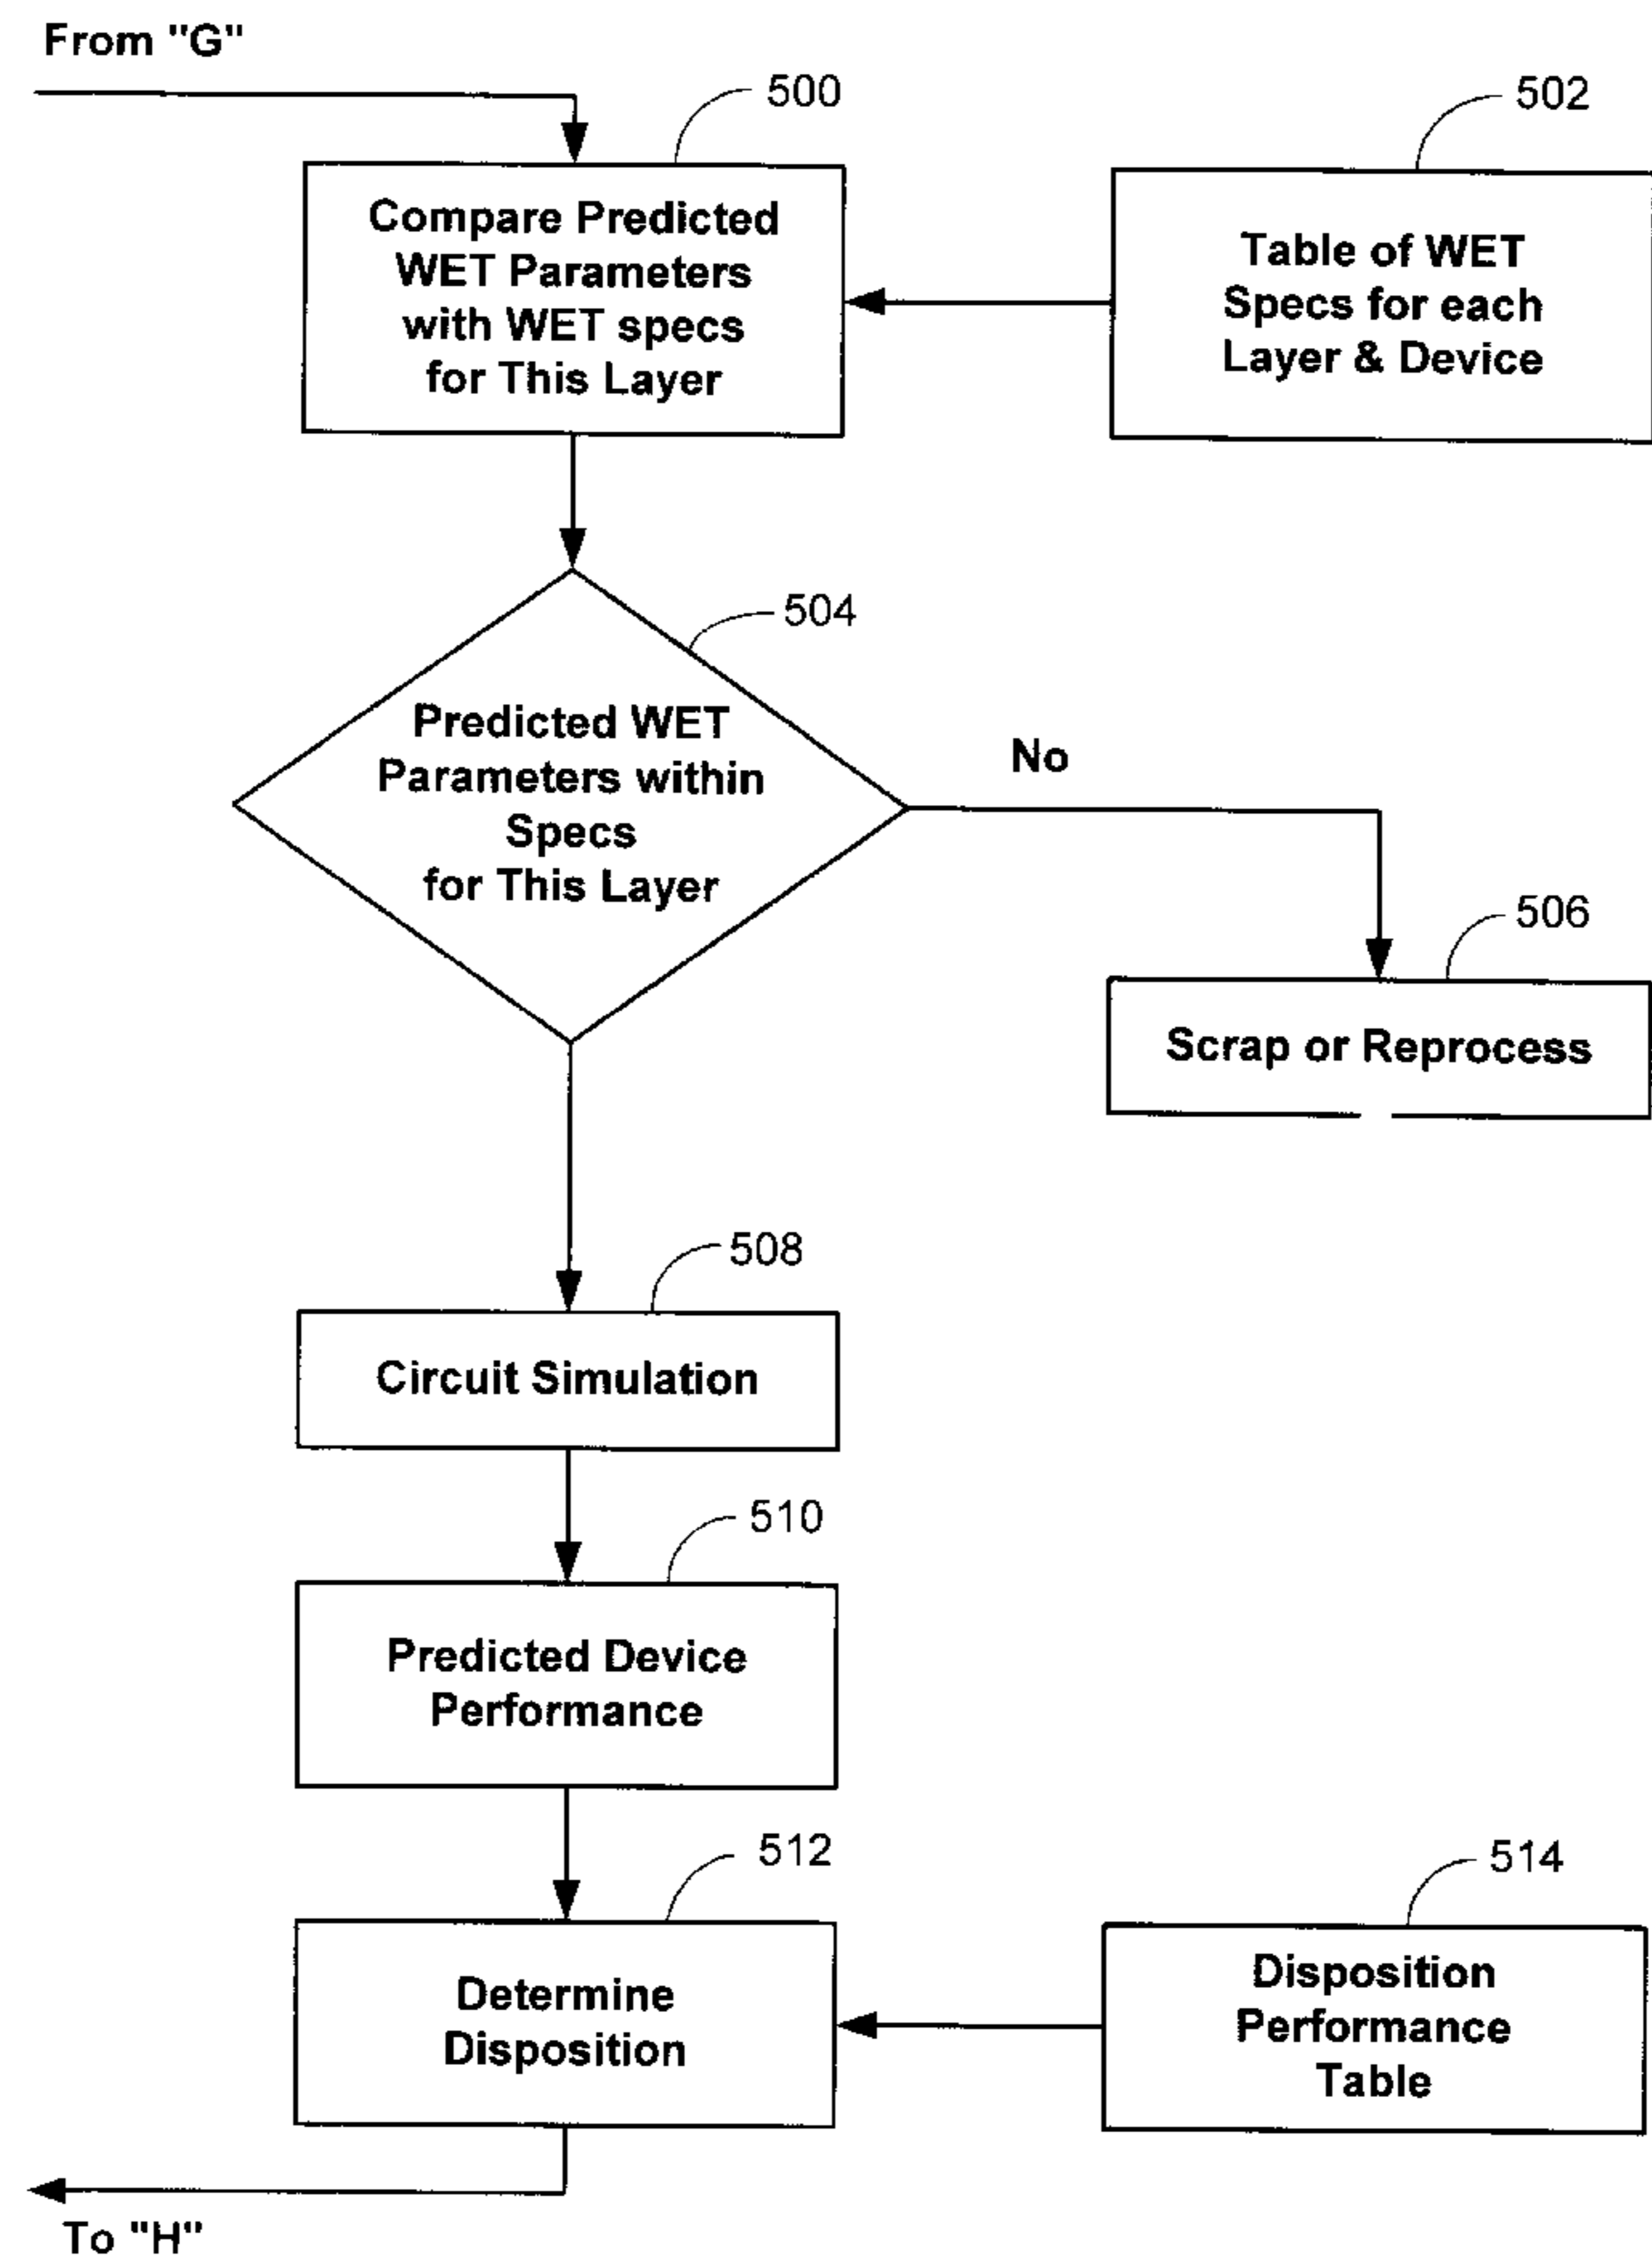 From "G"
500
502
Compare Predicted
WET Parameters
with WET specs
for This Layer
Table of WET
Specs for each
Layer & Device
504
Predicted WET
Parameters within
Specs
for This Layer
No
506
Scrap or Reprocess
508
Circuit Simulation
510
Predicted Device
Performance
512
514
Determine
Disposition
Disposition
Performance
Table
To "H"